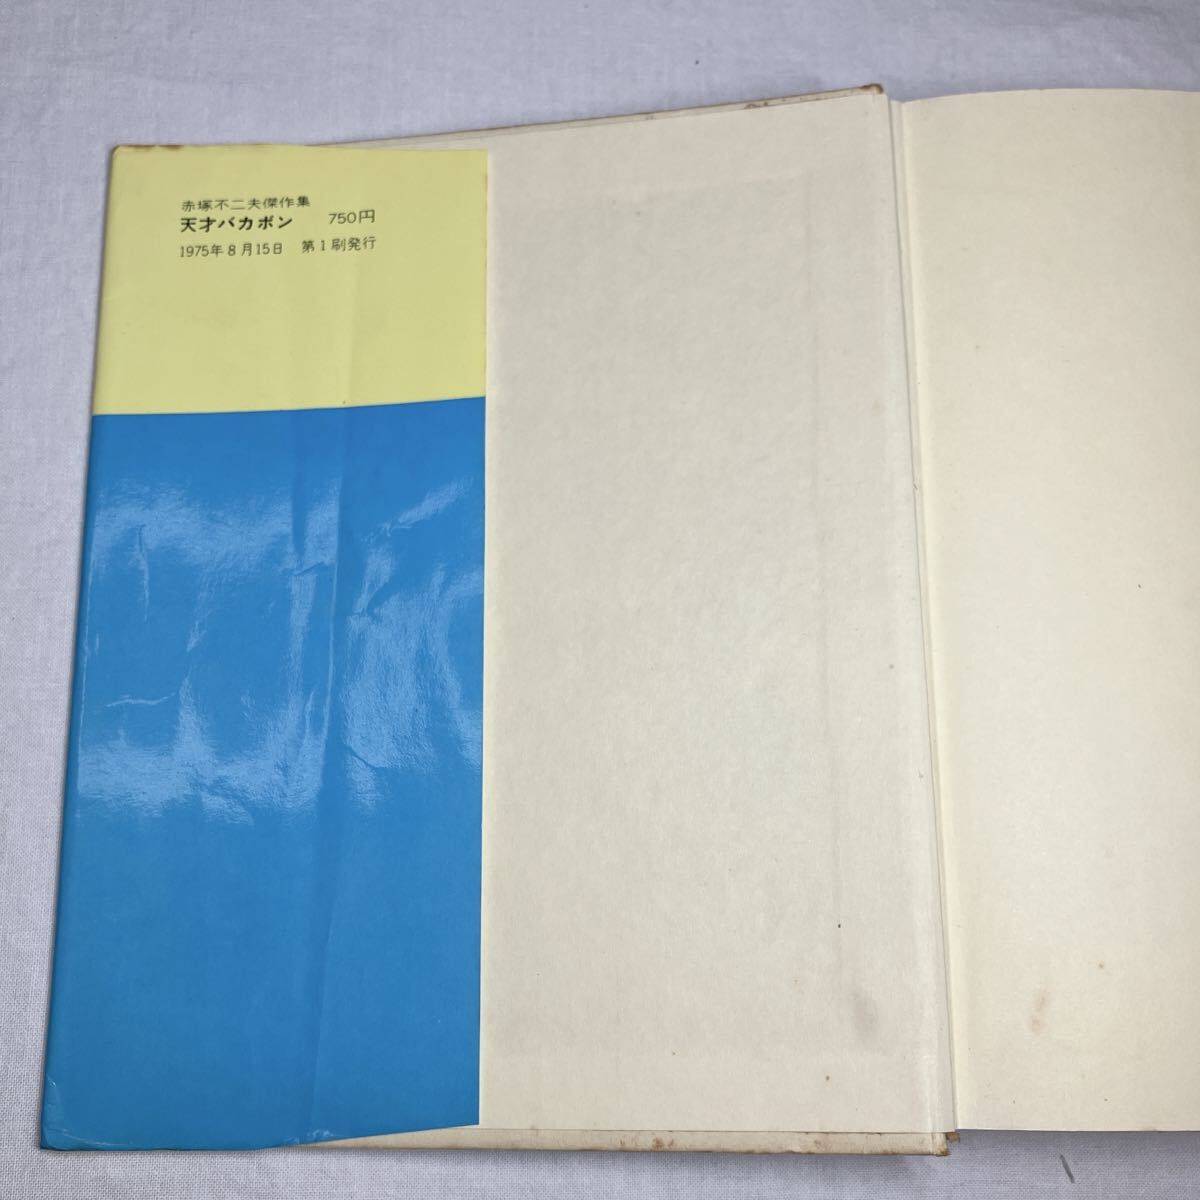 赤塚不二夫傑作集
天才バカボン 750円
1975年8月15日 第1刷発行